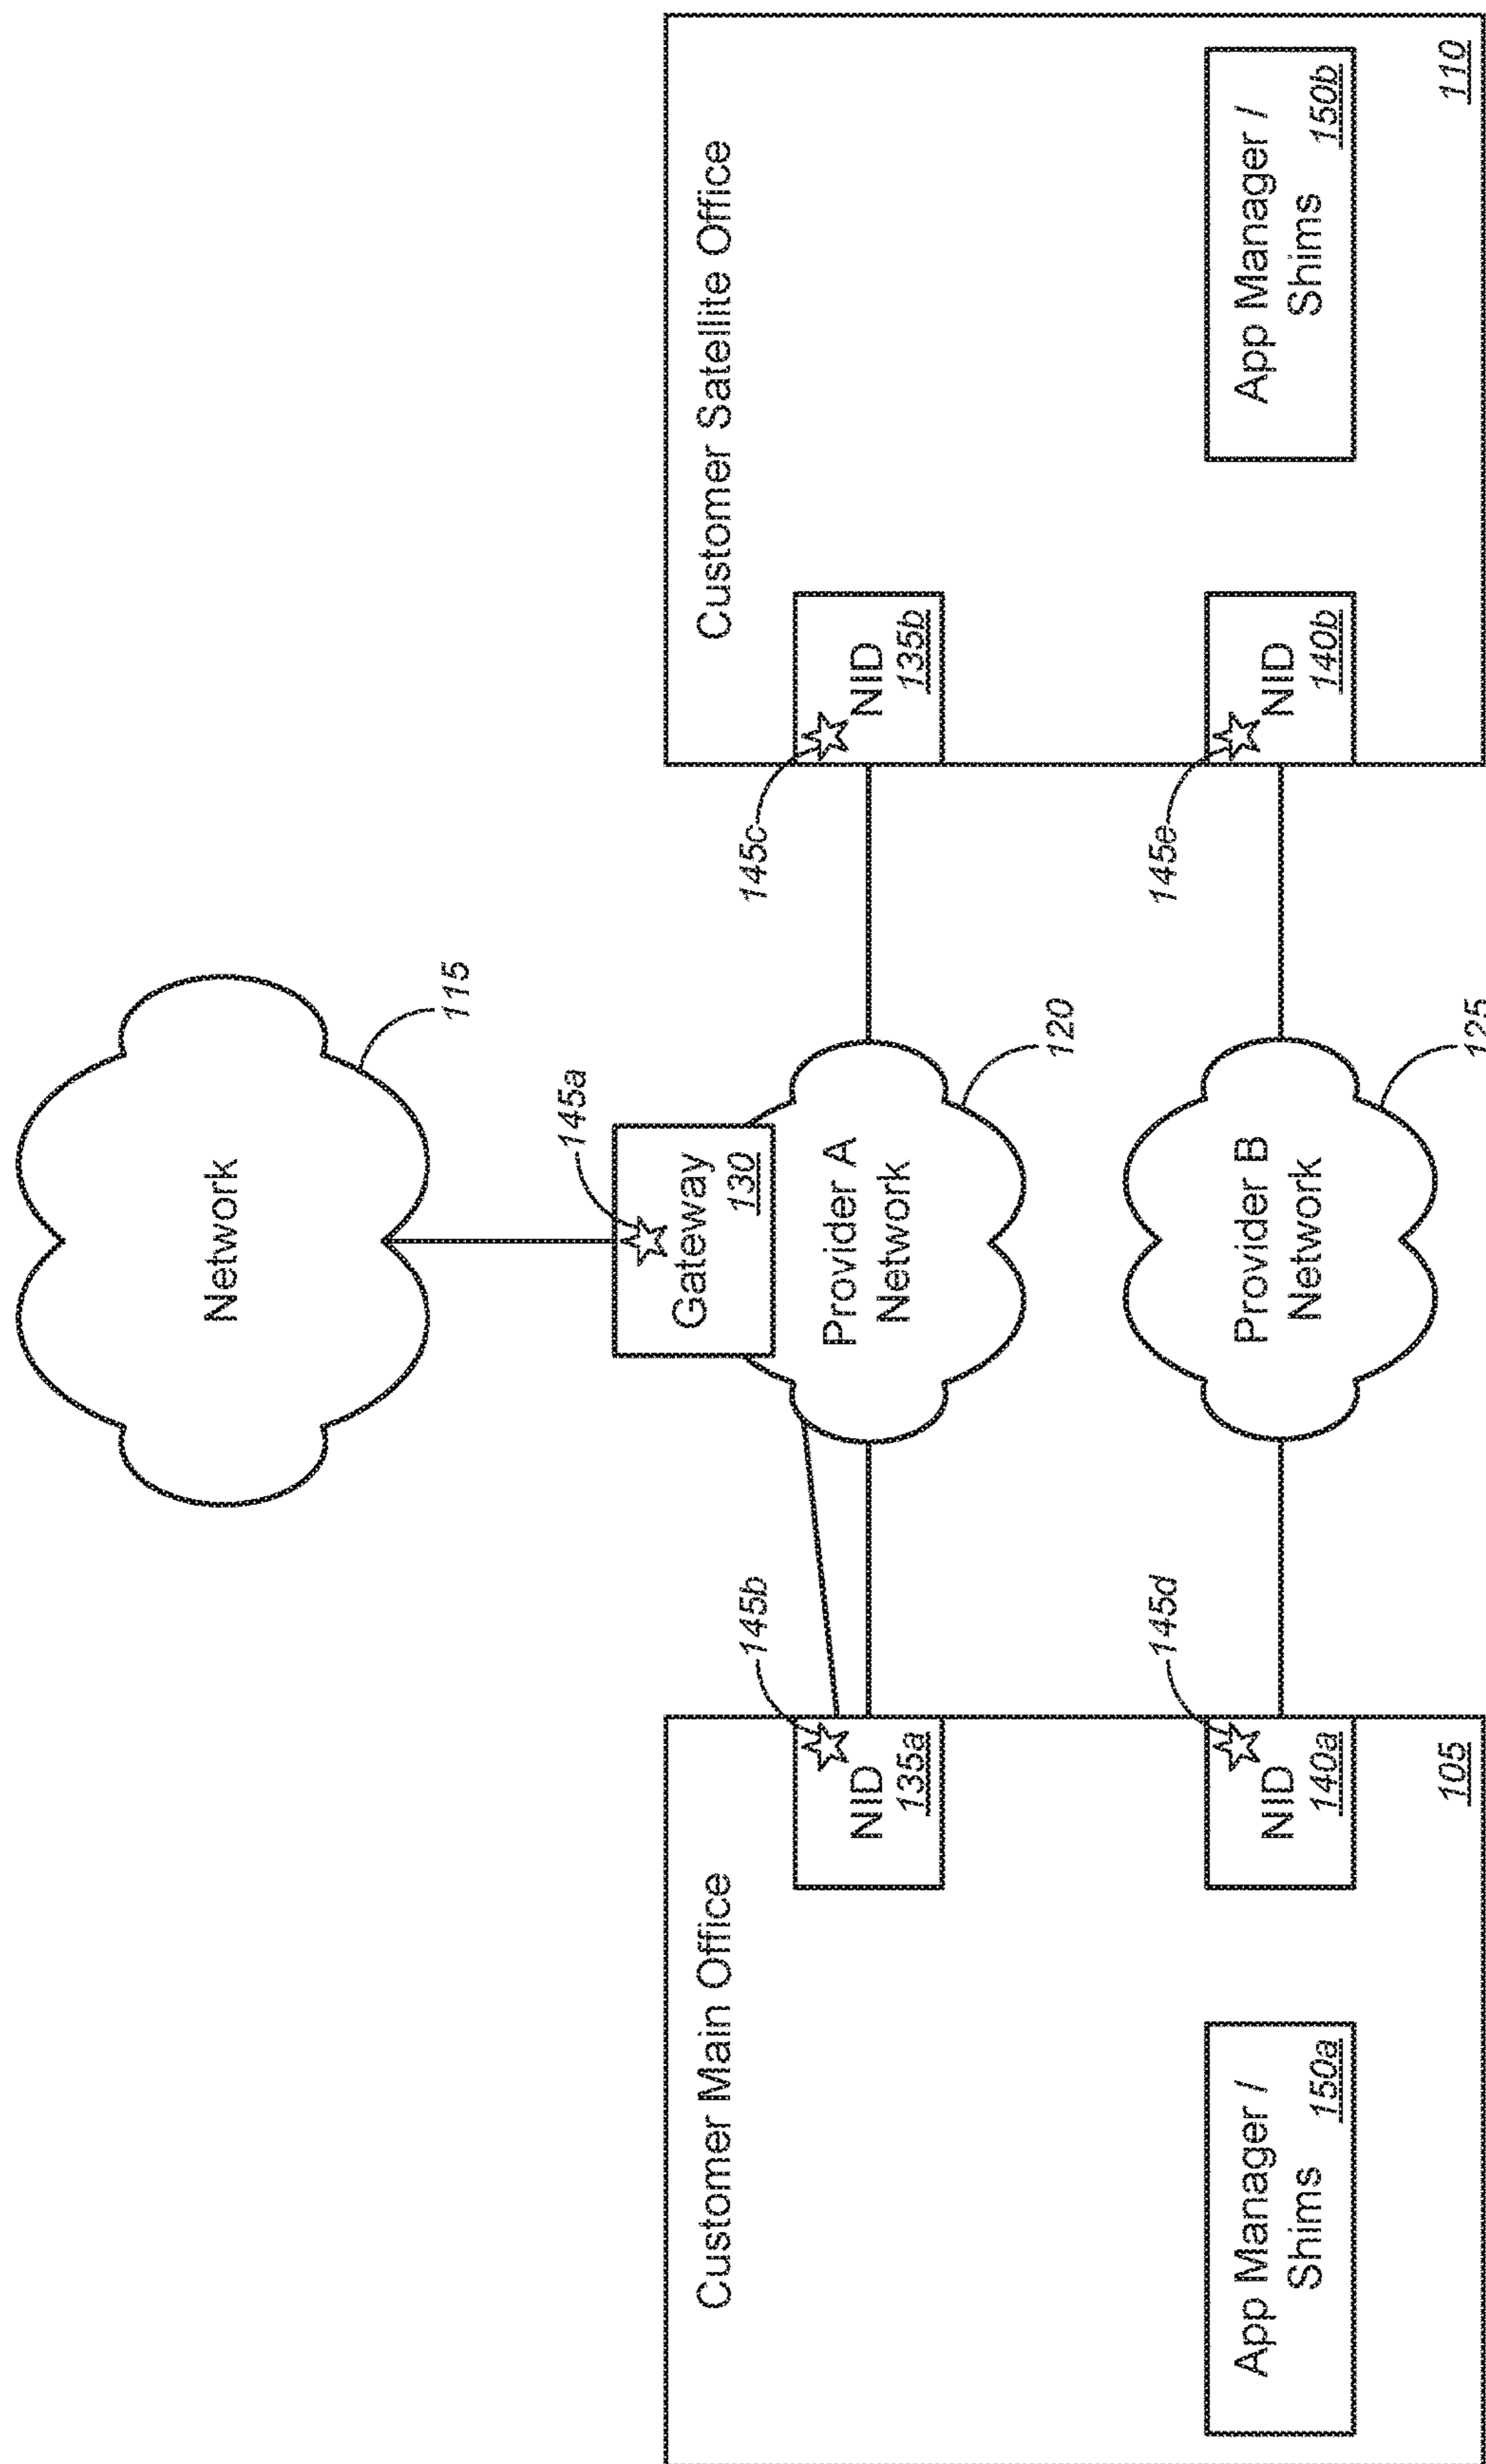 Network
115
145a
Gateway
130
Customer Main Office
145b
NID
135a
Provider A
Network
120
145c
NID
135b
Customer Satellite Office
App Manager /
Shims
150a
145d
NID
140a
105
Provider B
Network
125
145e
NID
140b
App Manager /
Shims
150b
110